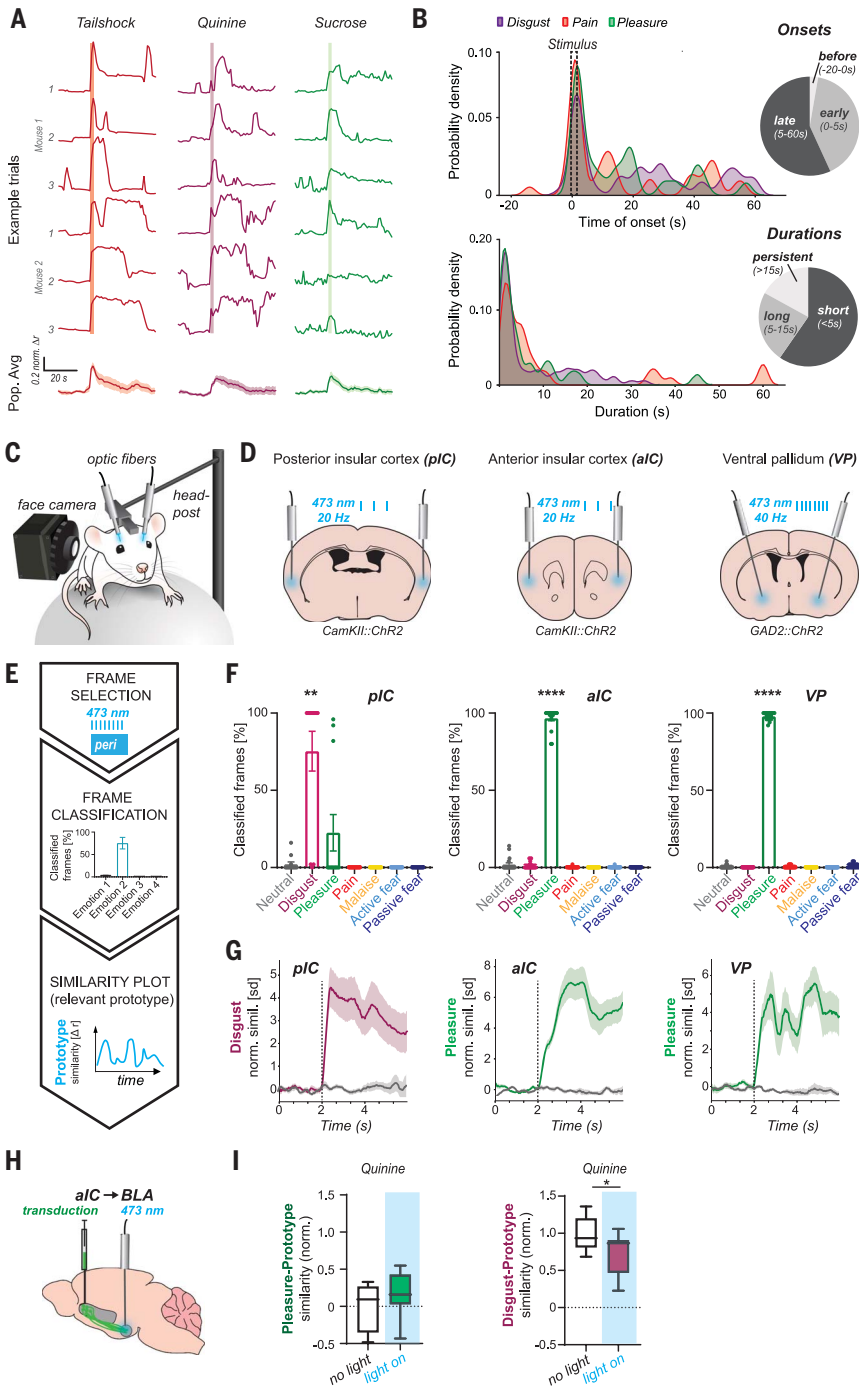 A
Tailshock
Quinine
Sucrose
Example trials
Mouse 1
Mouse 2
1
2
3
1
2
3
Pop. Avg
0.2 norm. Δr
20 s
B
Disgust
Pain
Pleasure
Stimulus
Probability density
0.10
0.05
0
-20
0
20
40
60
Time of onset (s)
Onsets
before
(-20-0s)
early
(0-5s)
late
(5-60s)
Probability density
0.20
0.10
0
0
10
20
30
40
50
60
Duration (s)
Durations
persistent
(>15s)
long
(5-15s)
short
(<5s)
C
optic fibers
face camera
head-
post
D
Posterior insular cortex (pIC)
473 nm
20 Hz
CamKII::ChR2
Anterior insular cortex (aIC)
473 nm
20 Hz
CamKII::ChR2
Ventral pallidum (VP)
473 nm
40 Hz
GAD2::ChR2
E
FRAME
SELECTION
473 nm
peri
FRAME
CLASSIFICATION
Classified
frames [%]
100
50
0
Emotion 1
Emotion 2
Emotion 3
Emotion 4
SIMILARITY PLOT
(relevant prototype)
Prototype
similarity [Δ r]
time
F
pIC
**
Classified frames [%]
100
50
0
Neutral
Disgust
Pleasure
Pain
Malaise
Active fear
Passive fear
aIC
****
Classified frames [%]
100
50
0
Neutral
Disgust
Pleasure
Pain
Malaise
Active fear
Passive fear
VP
****
Classified frames [%]
100
50
0
Neutral
Disgust
Pleasure
Pain
Malaise
Active fear
Passive fear
G
pIC
Disgust
norm. simil. [sd]
5
4
3
2
1
0
0
2
4
Time (s)
aIC
Pleasure
norm. simil. [sd]
8
6
4
2
0
0
2
4
Time (s)
VP
Pleasure
norm. simil. [sd]
6
4
2
0
0
2
4
Time (s)
H
aIC→BLA
transduction
473 nm
I
Quinine
Pleasure-Prototype
similarity (norm.)
1.5
1.0
0.5
0
-0.5
no light
light on
Quinine
*
Disgust-Prototype
similarity (norm.)
1.5
1.0
0.5
0
-0.5
no light
light on